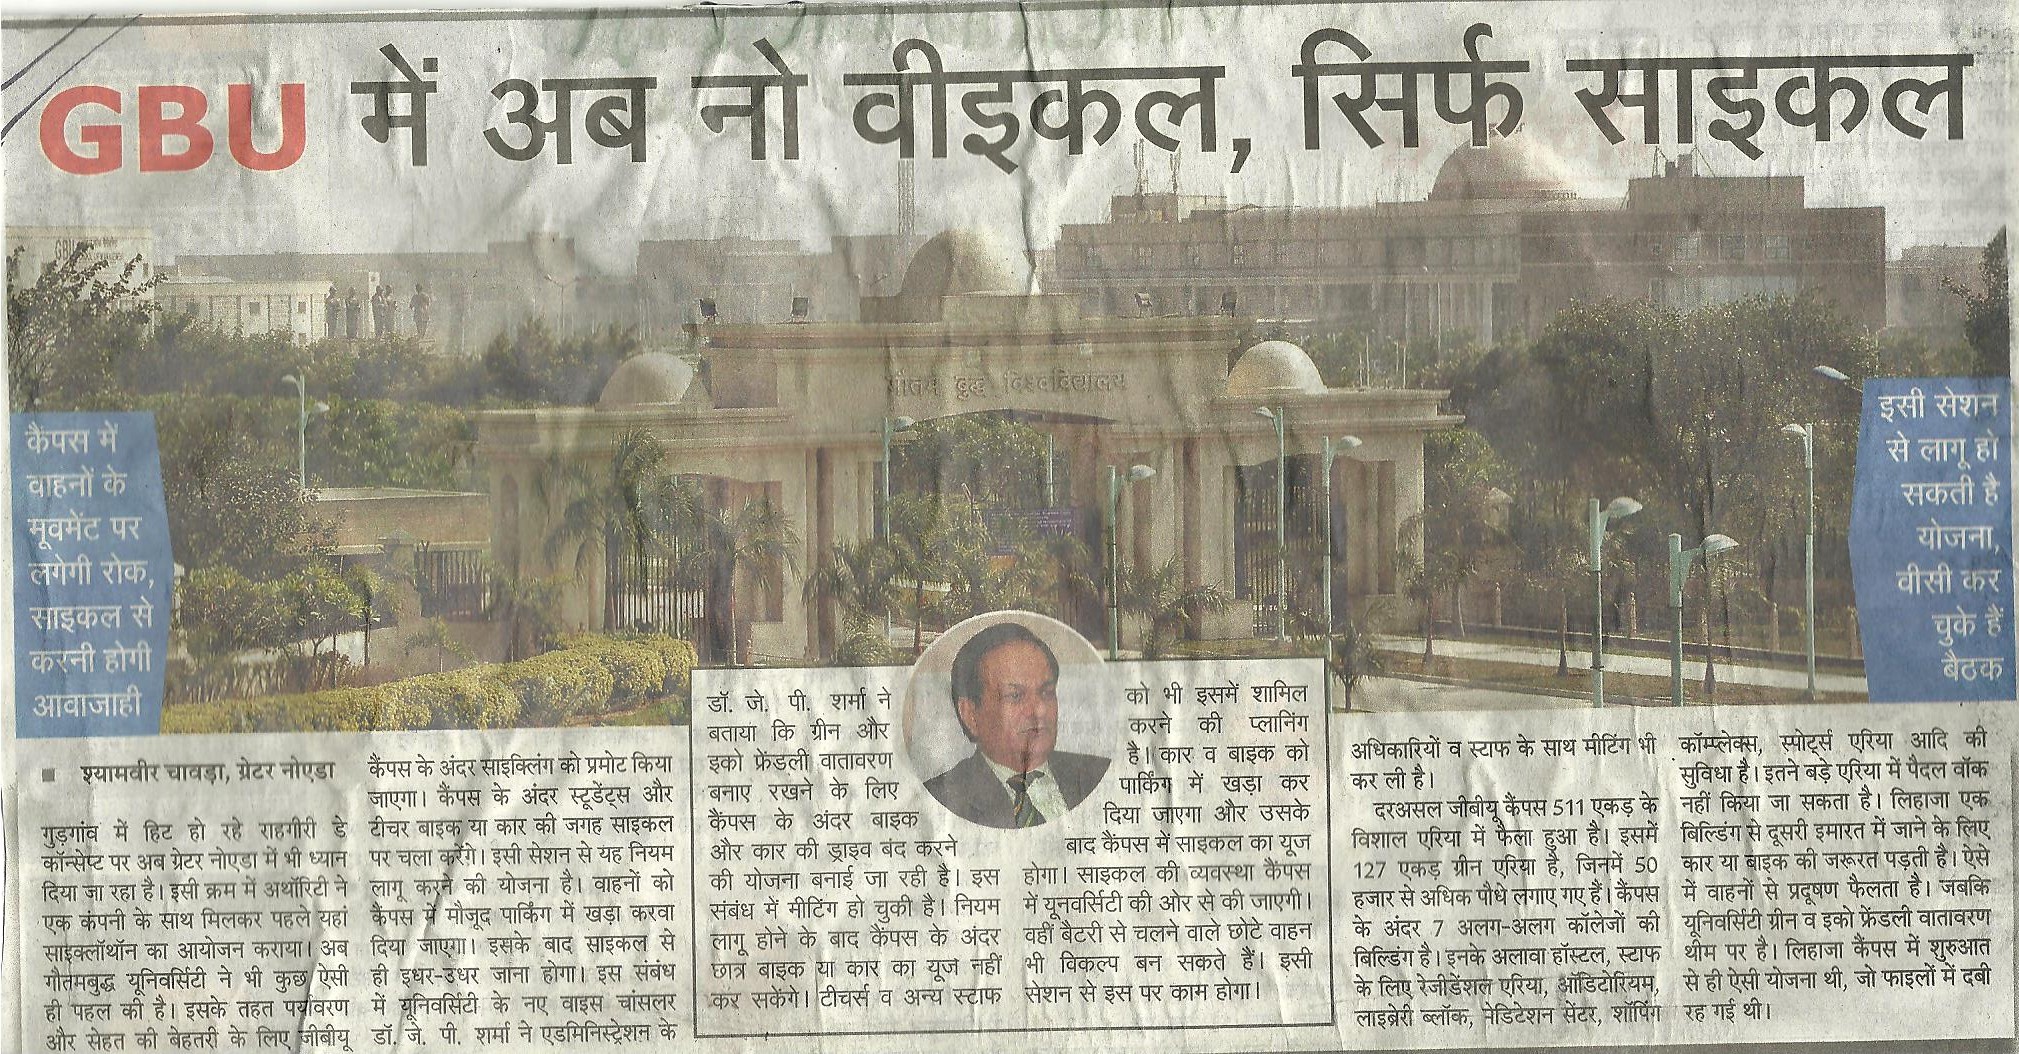 GBU में अब नो वीइकल, सिर्फ साइकल
GBU
गौतम बुद्ध विश्वविद्यालय
कैंपस में
वाहनों के
मूवमेंट पर
लगेगी रोक,
साइकल से
करनी होगी
आवाजाही
इसी सेशन
से लागू हो
सकती है
योजना,
वीसी कर
चुके हैं
बैठक
■ श्यामवीर चावड़ा, ग्रेटर नोएडा
गुड़गांव में हिट हो रहे राहगीरी डे
कॉन्सेप्ट पर अब ग्रेटर नोएडा में भी ध्यान
दिया जा रहा है। इसी क्रम में अथॉरिटी ने
एक कंपनी के साथ मिलकर पहले यहां
साइक्लॉथॉन का आयोजन कराया। अब
गौतमबुद्ध यूनिवर्सिटी ने भी कुछ ऐसी
ही पहल की है। इसके तहत पर्यावरण
और सेहत की बेहतरी के लिए जीबीयू
कैंपस के अंदर साइक्लिंग को प्रमोट किया
जाएगा। कैंपस के अंदर स्टूडेंट्स और
टीचर बाइक या कार की जगह साइकल
पर चला करेंगे। इसी सेशन से यह नियम
लागू करने की योजना है। वाहनों को
कैंपस में मौजूद पार्किंग में खड़ा करवा
दिया जाएगा। इसके बाद साइकल से
ही इधर-उधर जाना होगा। इस संबंध
में यूनिवर्सिटी के नए वाइस चांसलर
डॉ. जे. पी. शर्मा ने एडमिनिस्ट्रेशन के
डॉ. जे. पी. शर्मा ने
बताया कि ग्रीन और
इको फ्रेंडली वातावरण
बनाए रखने के लिए
कैंपस के अंदर बाइक
और कार की ड्राइव बंद करने
की योजना बनाई जा रही है। इस
संबंध में मीटिंग हो चुकी है। नियम
लागू होने के बाद कैंपस के अंदर
छात्र बाइक या कार का यूज नहीं
कर सकेंगे। टीचर्स व अन्य स्टाफ
को भी इसमें शामिल
करने की प्लानिंग
है। कार व बाइक को
पार्किंग में खड़ा कर
दिया जाएगा और उसके
बाद कैंपस में साइकल का यूज
होगा। साइकल की व्यवस्था कैंपस
में यूनवर्सिटी की ओर से की जाएगी।
वहीं बैटरी से चलने वाले छोटे वाहन
भी विकल्प बन सकते हैं। इसी
सेशन से इस पर काम होगा।
अधिकारियों व स्टाफ के साथ मीटिंग भी
कर ली है।
दरअसल जीबीयू कैंपस 511 एकड़ के
विशाल एरिया में फैला हुआ है। इसमें
127 एकड़ ग्रीन एरिया है, जिनमें 50
हजार से अधिक पौधे लगाए गए हैं। कैंपस
के अंदर 7 अलग-अलग कॉलेजों की
बिल्डिंग है। इनके अलावा हॉस्टल, स्टाफ
के लिए रेजीडेंशल एरिया, ऑडिटोरियम,
लाइब्रेरी ब्लॉक, मेडिटेशन सेंटर, शॉपिंग
कॉम्प्लेक्स, स्पोर्ट्स एरिया आदि की
सुविधा है। इतने बड़े एरिया में पैदल वॉक
नहीं किया जा सकता है। लिहाजा एक
बिल्डिंग से दूसरी इमारत में जाने के लिए
कार या बाइक की जरूरत पड़ती है। ऐसे
में वाहनों से प्रदूषण फैलता है। जबकि
यूनिवर्सिटी ग्रीन व इको फ्रेंडली वातावरण
थीम पर है। लिहाजा कैंपस में शुरुआत
से ही ऐसी योजना थी, जो फाइलों में दबी
रह गई थी।